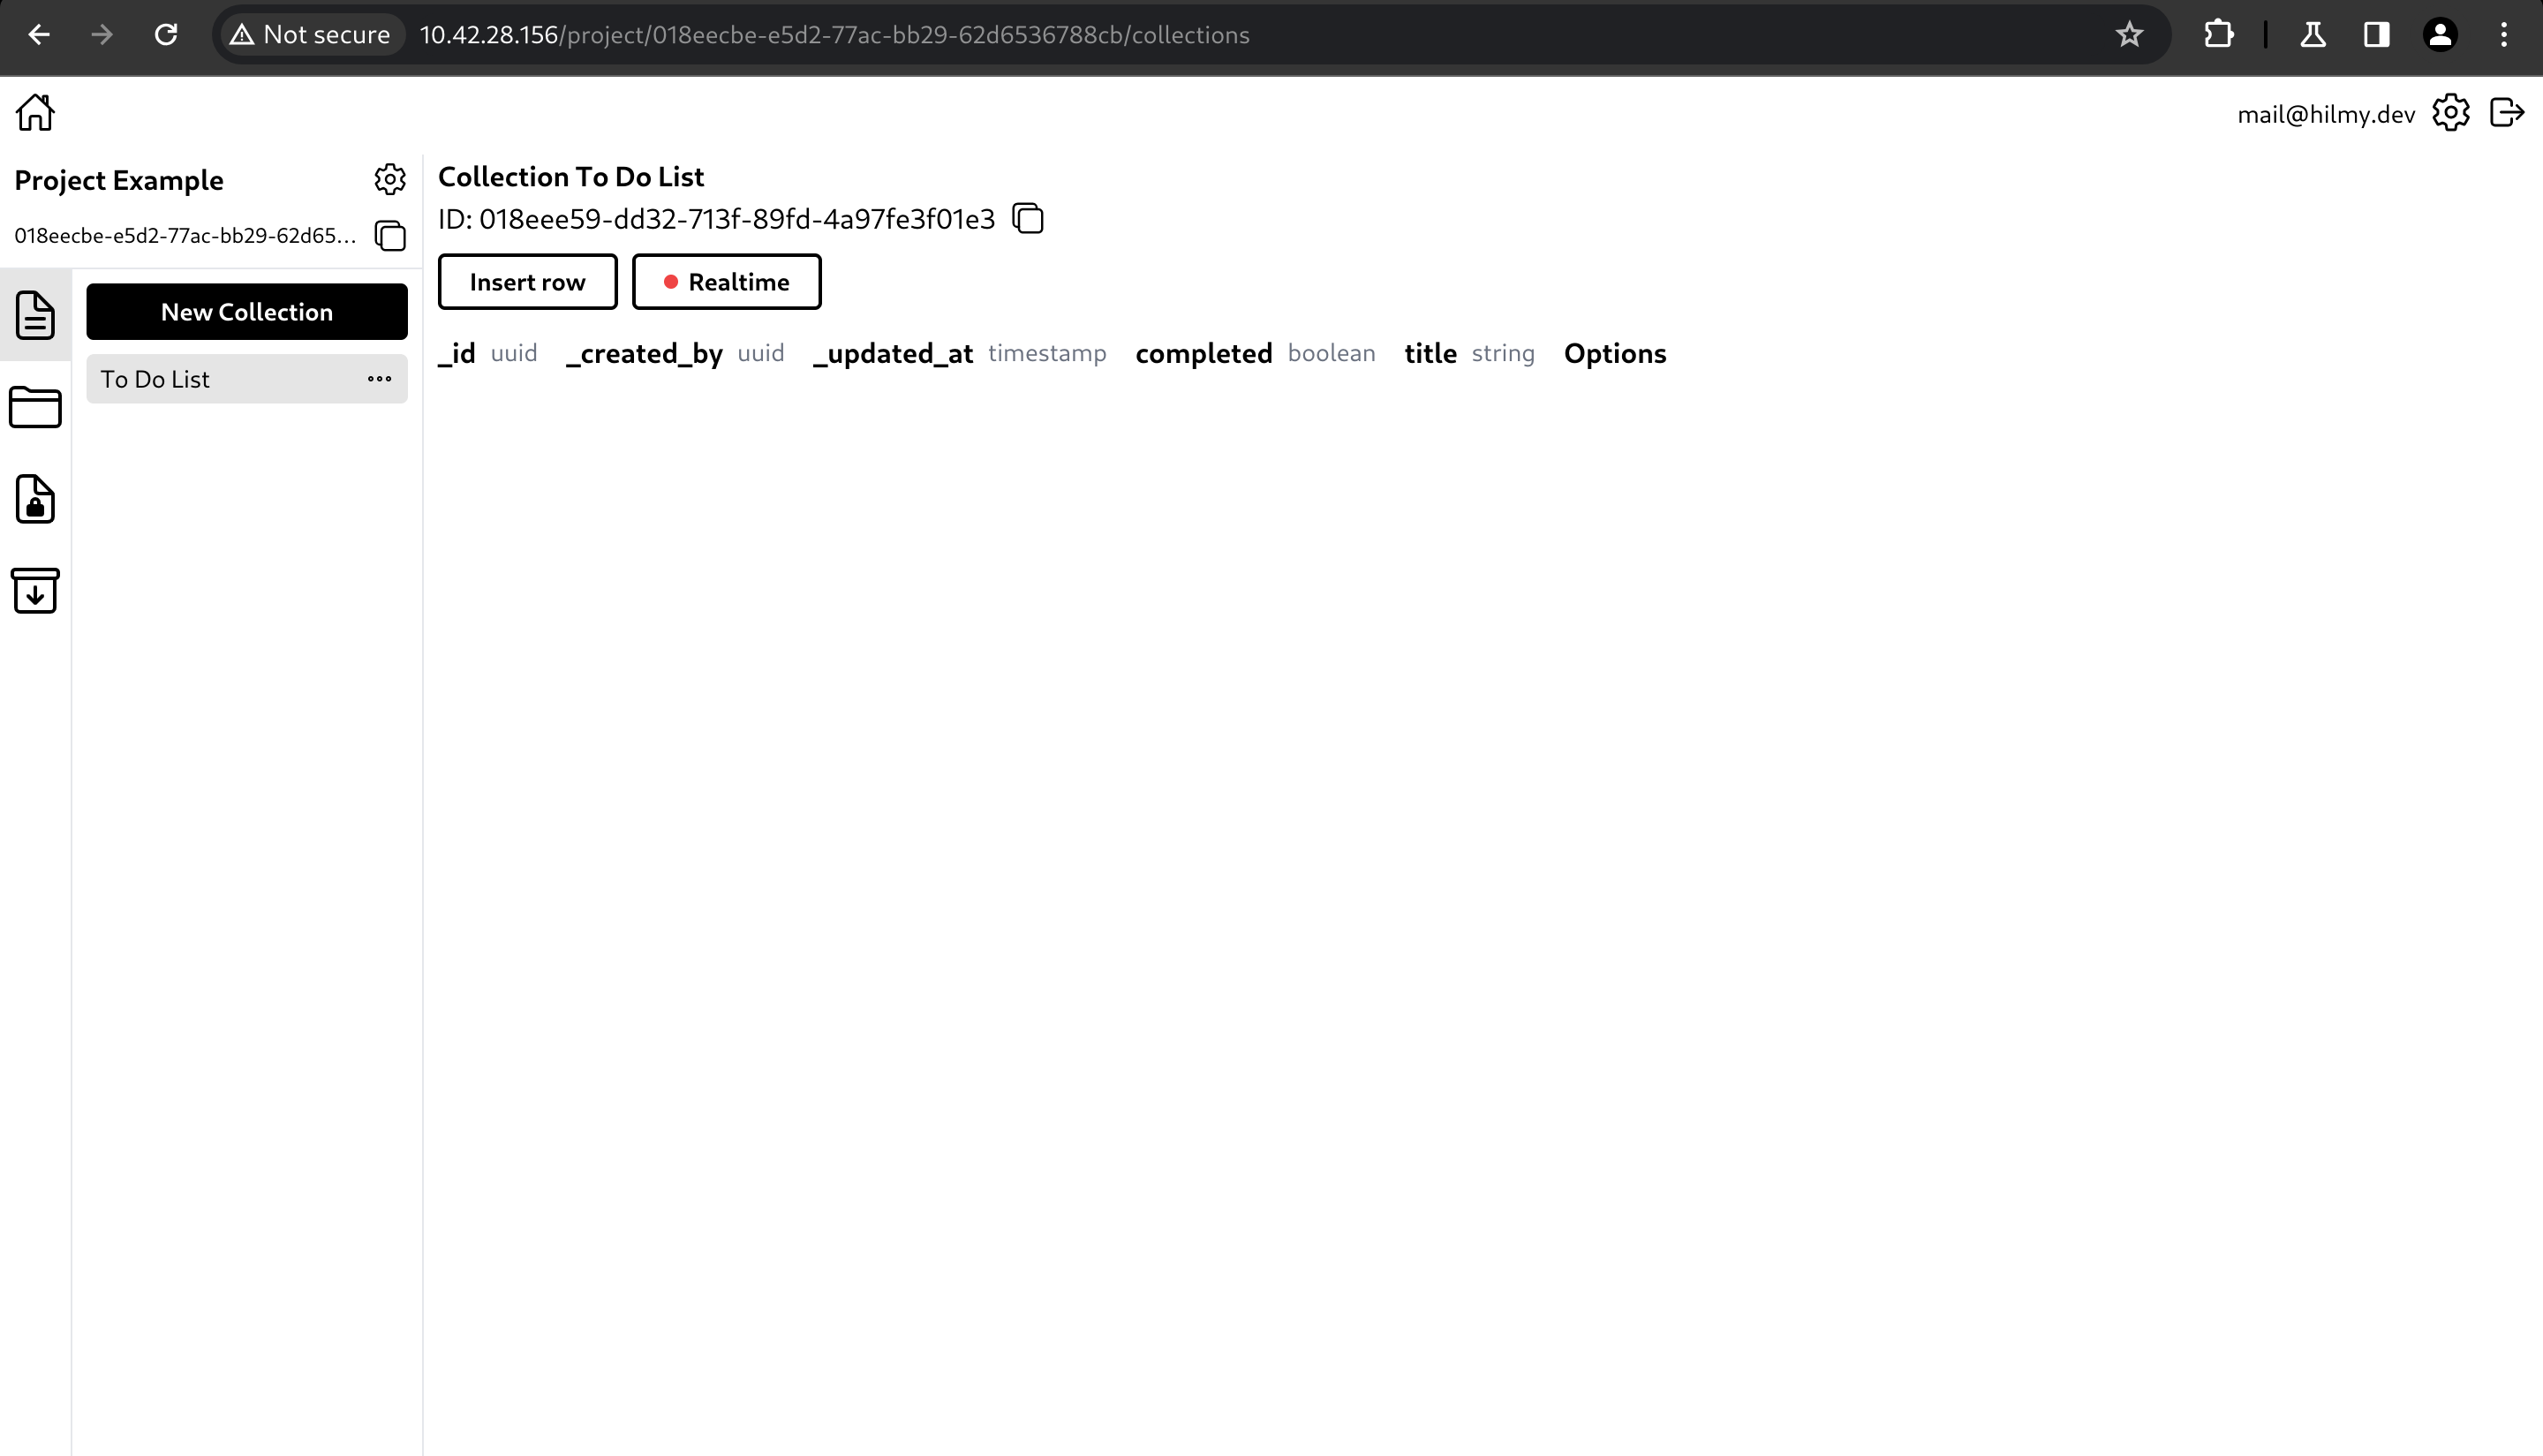 Not secure 10.42.28.156/project/018eecbe-e5d2-77ac-bb29-62d6536788cb/collections
mail@hilmy.dev
Project Example
018eecbe-e5d2-77ac-bb29-62d65...
New Collection
To Do List
Collection To Do List
ID: 018eee59-dd32-713f-89fd-4a97fe3f01e3
Insert row Realtime
_id uuid _created_by uuid _updated_at timestamp completed boolean title string Options